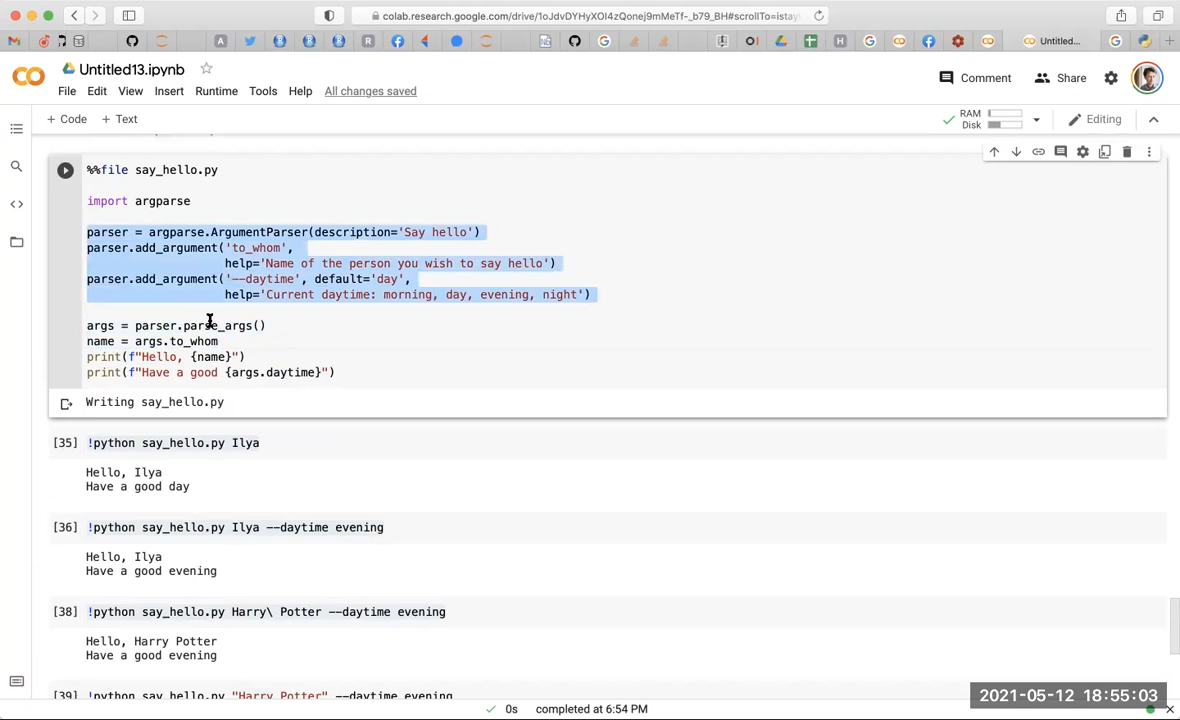 colab.research.google.com/drive/1oJdvDYHyXOI4zQonej9mMeTf-_b79_BH#scrollTo=istay
Untitled...
Untitled13.ipynb
Comment
Share
File Edit View Insert Runtime Tools Help All changes saved
+ Code + Text
RAM
Disk
Editing
%%file say_hello.py
import argparse
parser = argparse.ArgumentParser(description='Say hello')
parser.add_argument('to_whom',
help='Name of the person you wish to say hello')
parser.add_argument('--daytime', default='day',
help='Current daytime: morning, day, evening, night')
args = parser.parse_args()
name = args.to_whom
print(f"Hello, {name}")
print(f"Have a good {args.daytime}")
Writing say_hello.py
[35] !python say_hello.py Ilya
Hello, Ilya
Have a good day
[36] !python say_hello.py Ilya --daytime evening
Hello, Ilya
Have a good evening
[38] !python say_hello.py Harry\ Potter --daytime evening
Hello, Harry Potter
Have a good evening
[39] !python say_hello.py "Harry Potter" --daytime evening
0s completed at 6:54 PM
2021-05-12 18:55:03